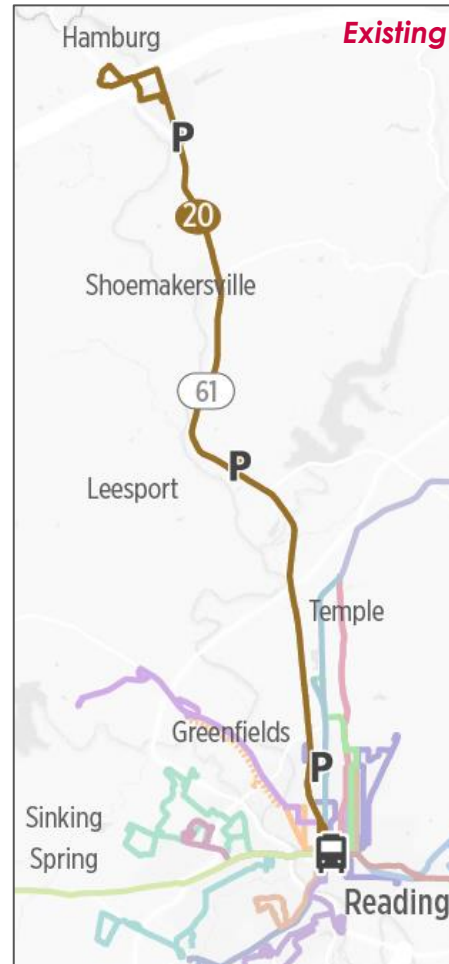 Existing
Hamburg
P
20
Shoemakersville
61
P
Leesport
Temple
Greenfields
P
Sinking
Spring
Reading